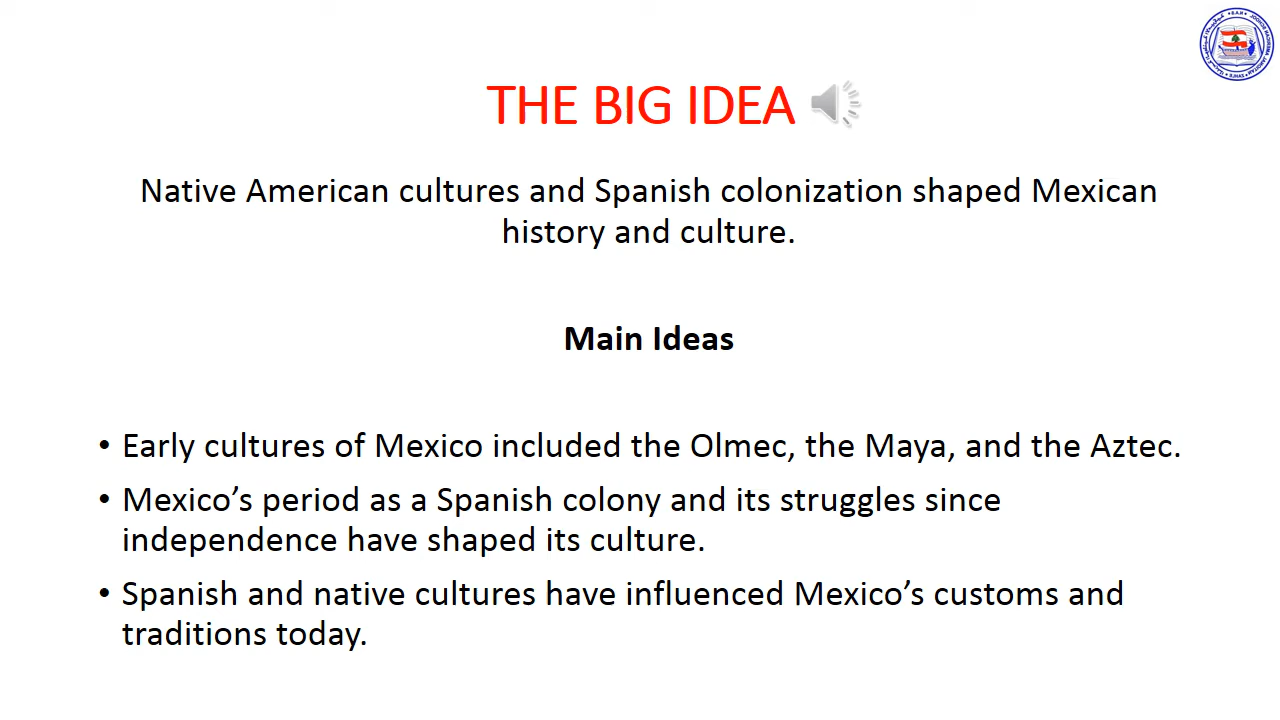 THE BIG IDEA
Native American cultures and Spanish colonization shaped Mexican
history and culture.
Main Ideas
• Early cultures of Mexico included the Olmec, the Maya, and the Aztec.
• Mexico’s period as a Spanish colony and its struggles since
independence have shaped its culture.
• Spanish and native cultures have influenced Mexico’s customs and
traditions today.